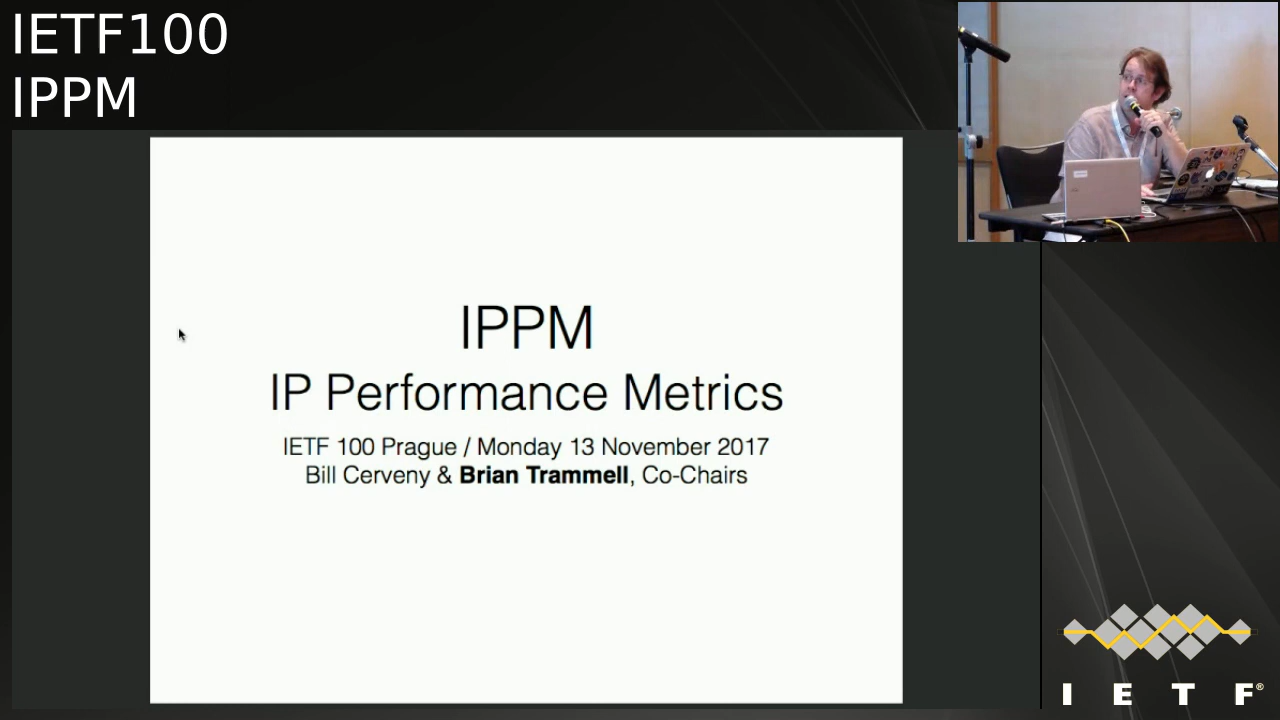 IETF100
IPPM
IPPM
IP Performance Metrics
IETF 100 Prague / Monday 13 November 2017
Bill Cerveny & Brian Trammell, Co-Chairs
I E T F®